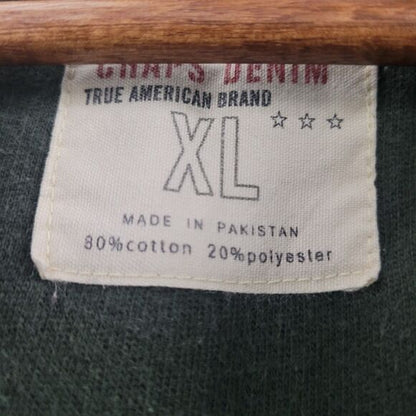 CHAPS DENIM
TRUE AMERICAN BRAND
XL
MADE IN PAKISTAN
80%cotton 20%polyester